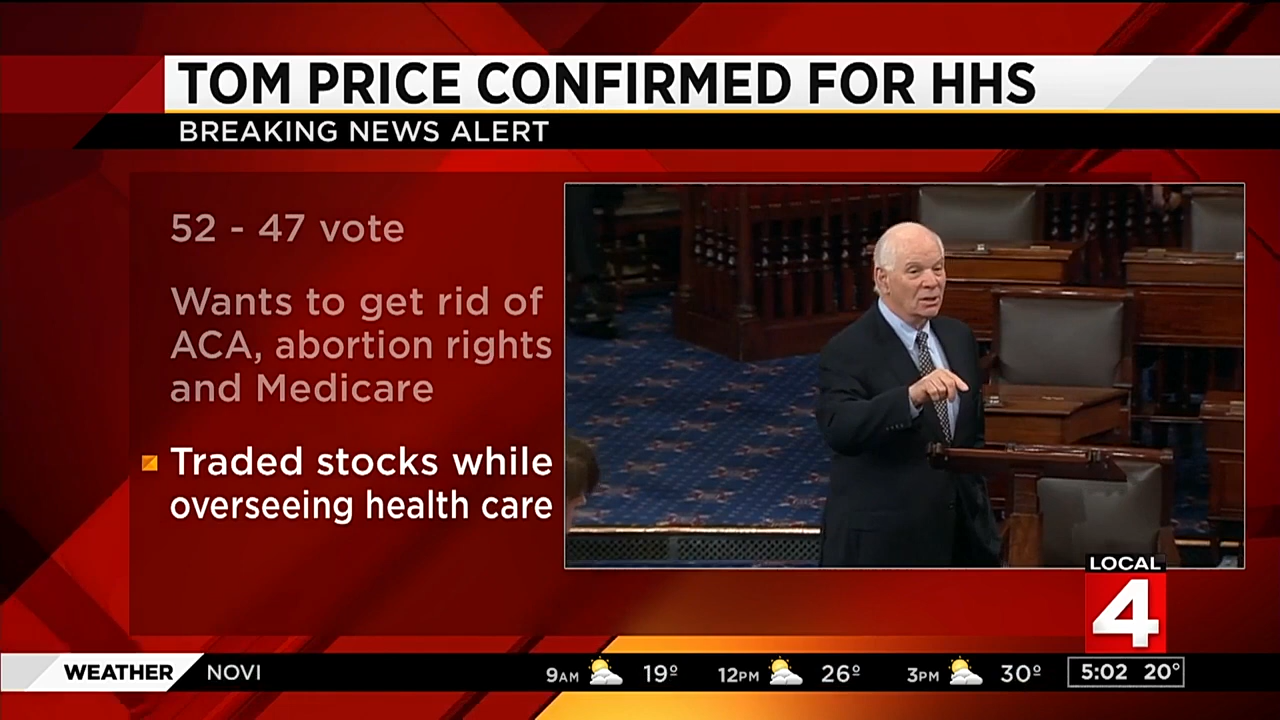 TOM PRICE CONFIRMED FOR HHS
BREAKING NEWS ALERT
52 - 47 vote
Wants to get rid of
ACA, abortion rights
and Medicare
Traded stocks while
overseeing health care
LOCAL
4
WEATHER NOVI 9AM 19º 12PM 26º 3PM 30º 5:02 20º